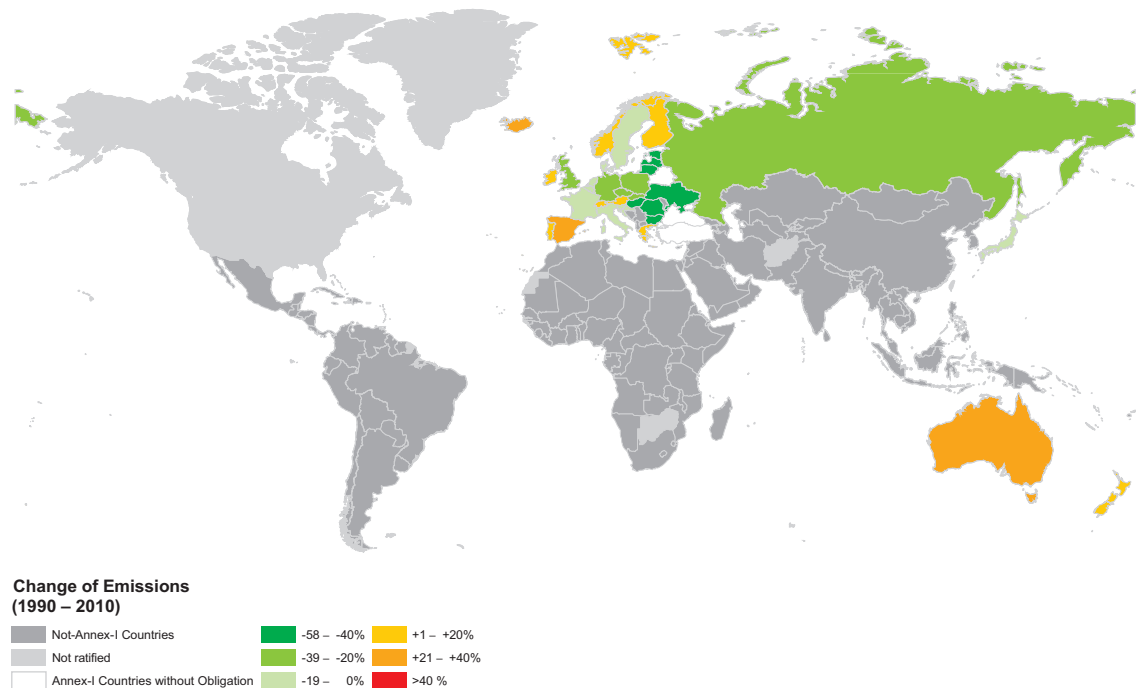 Change of Emissions
(1990 – 2010)
Not-Annex-I Countries
Not ratified
Annex-I Countries without Obligation
-58 – -40%
-39 – -20%
-19 – 0%
+1 – +20%
+21 – +40%
>40 %